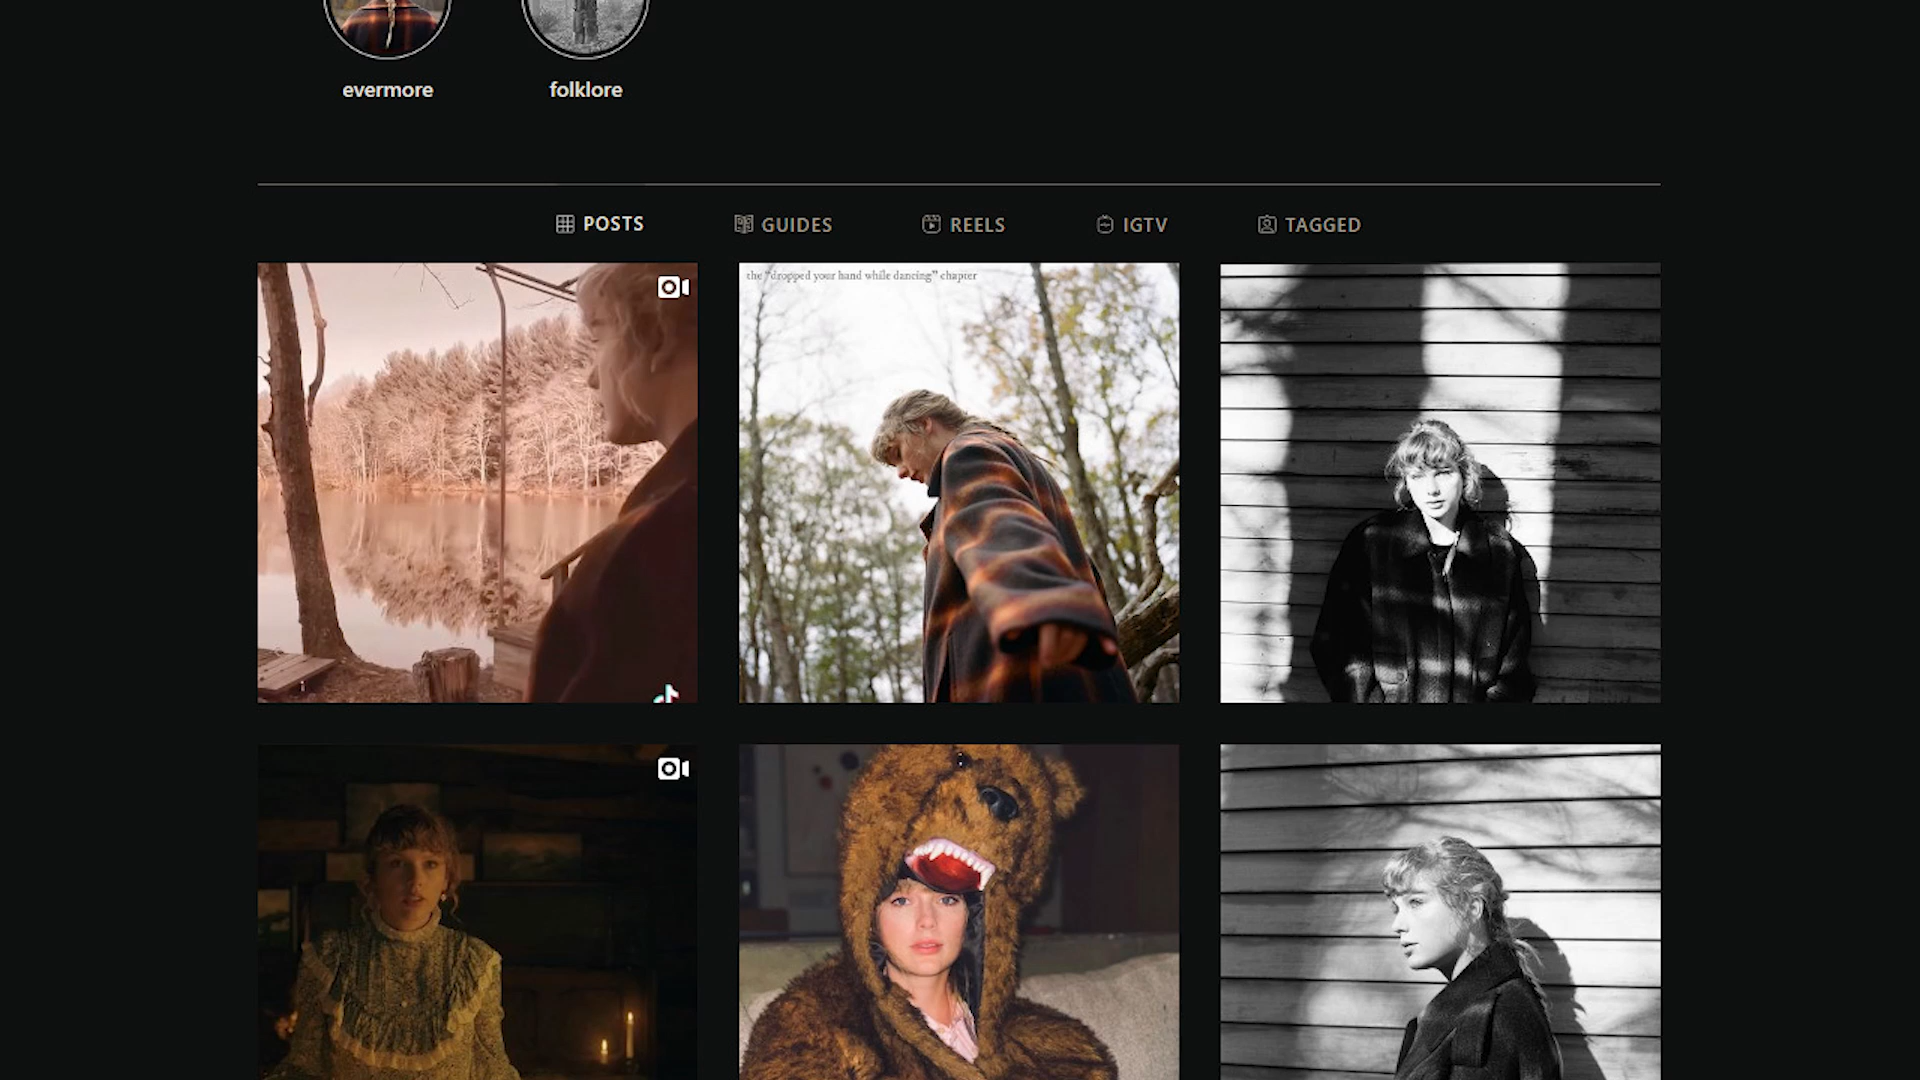 evermore
folklore
POSTS
GUIDES
REELS
IGTV
TAGGED
the "dropped your hand while dancing" chapter